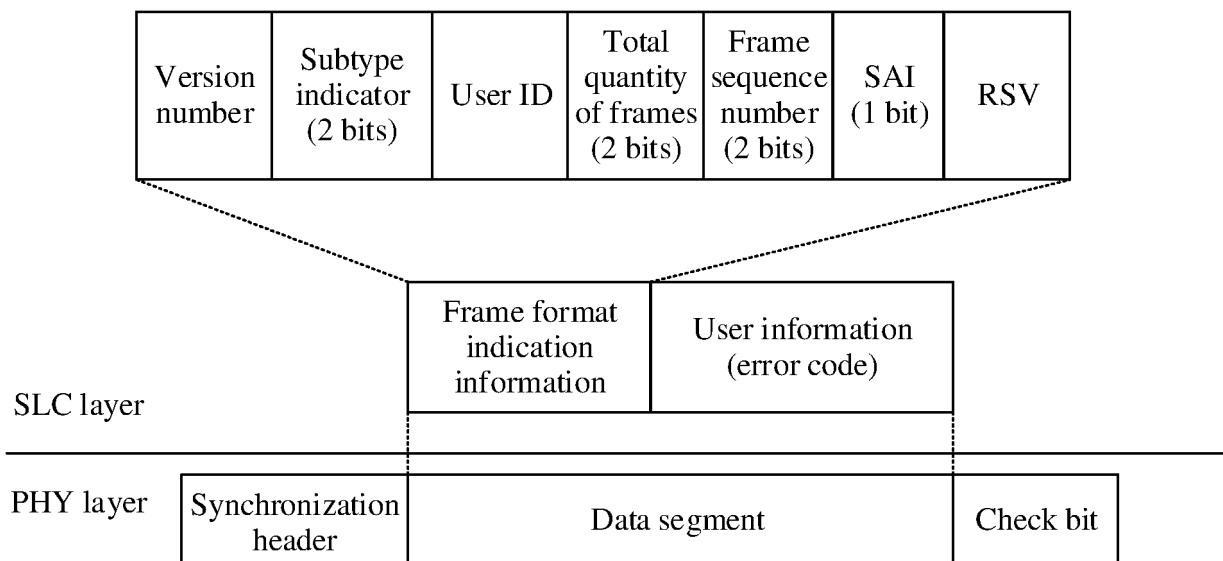 Version
number
Subtype
indicator
(2 bits)
User ID
Total
quantity
of frames
(2 bits)
Frame
sequence
number
(2 bits)
SAI
(1 bit)
RSV
Frame format
indication
information
User information
(error code)
SLC layer
PHY layer
Synchronization
header
Data segment
Check bit